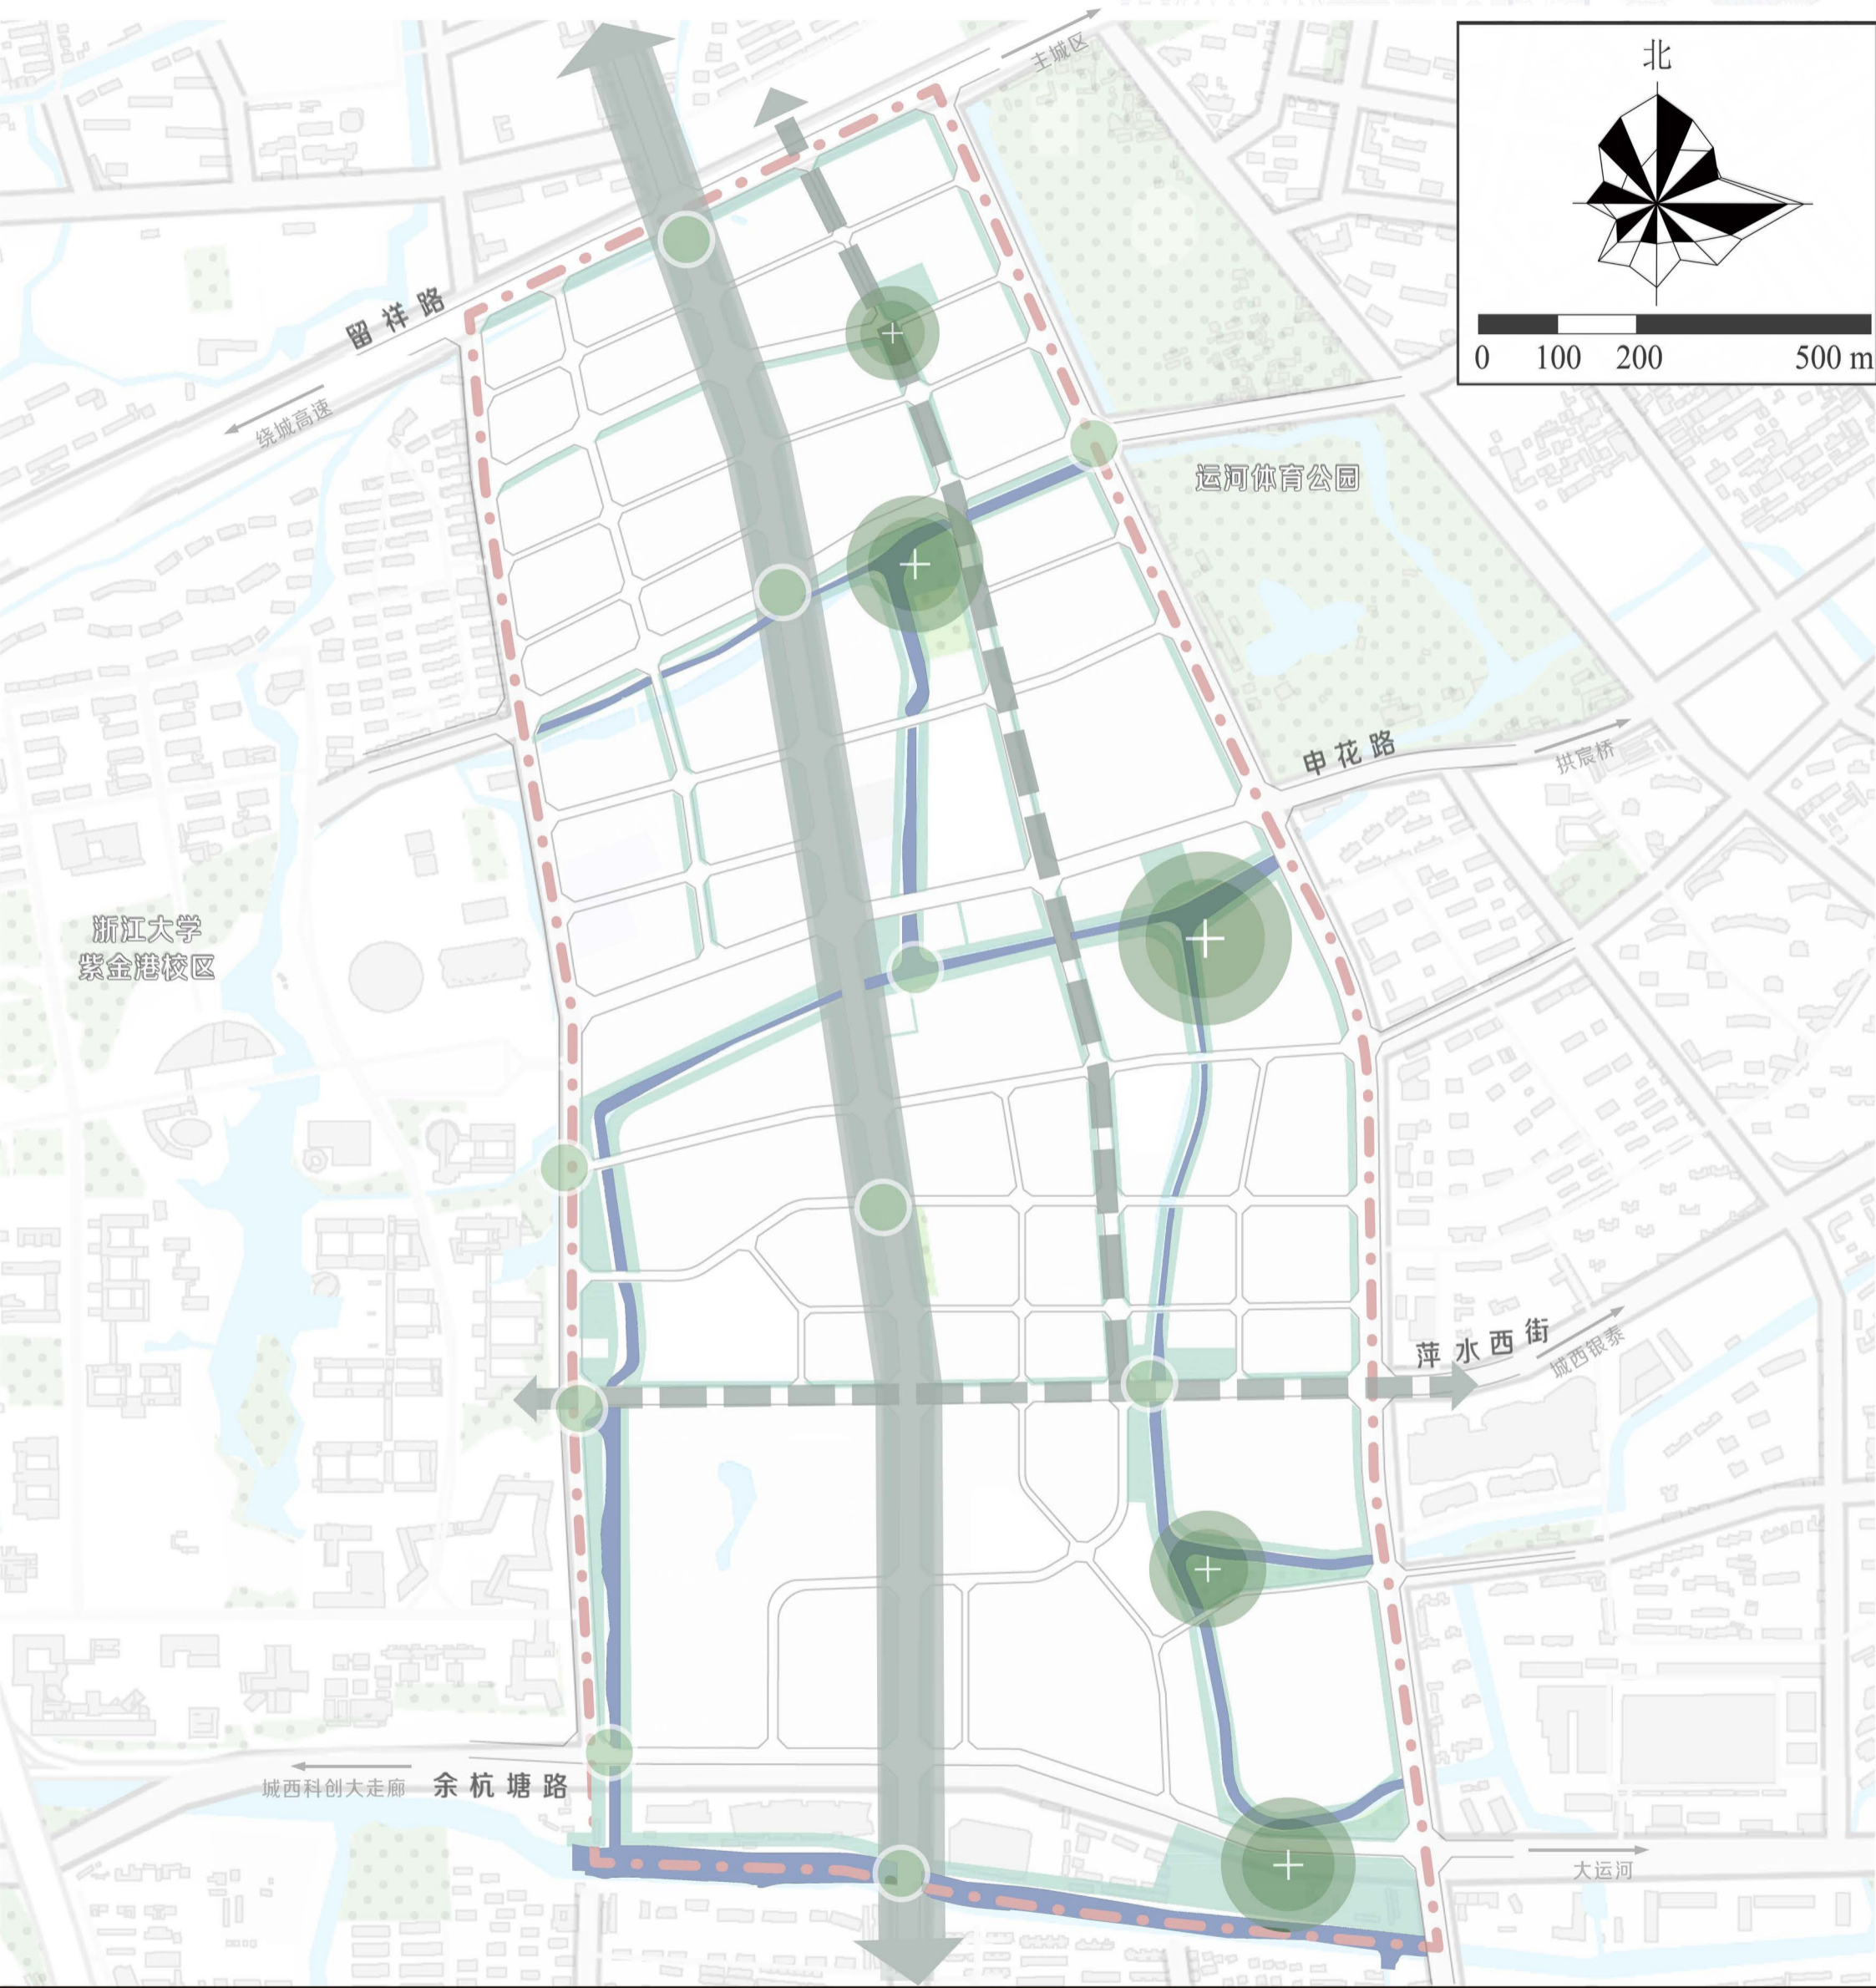 主城区
北
0 100 200 500 m
留祥路
绕城高速
运河体育公园
申花路
拱宸桥
浙江大学
紫金港校区
萍水西街
城西银泰
城西科创大走廊
余杭塘路
大运河